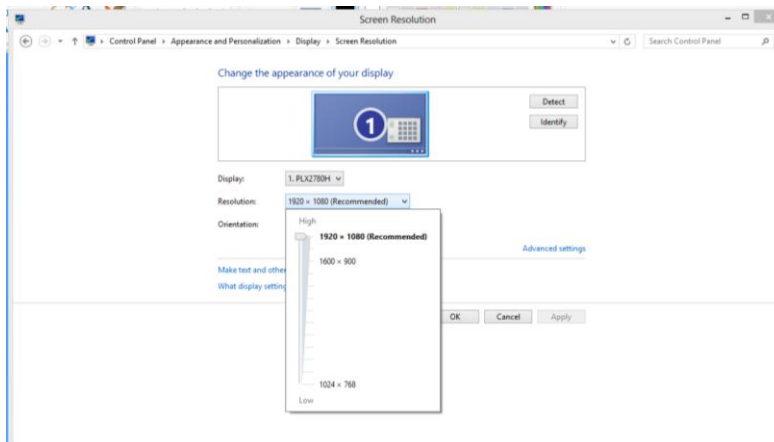 Screen Resolution
Control Panel Appearance and Personalization Display Screen Resolution
Search Control Panel
Change the appearance of your display
1
Detect
Identify
Display: 1. PLX2780H
Resolution: 1920 × 1080 (Recommended)
Orientation:
High
1920 × 1080 (Recommended)
1600 × 900
1024 × 768
Low
Advanced settings
Make text and other
What display setting
OK Cancel Apply